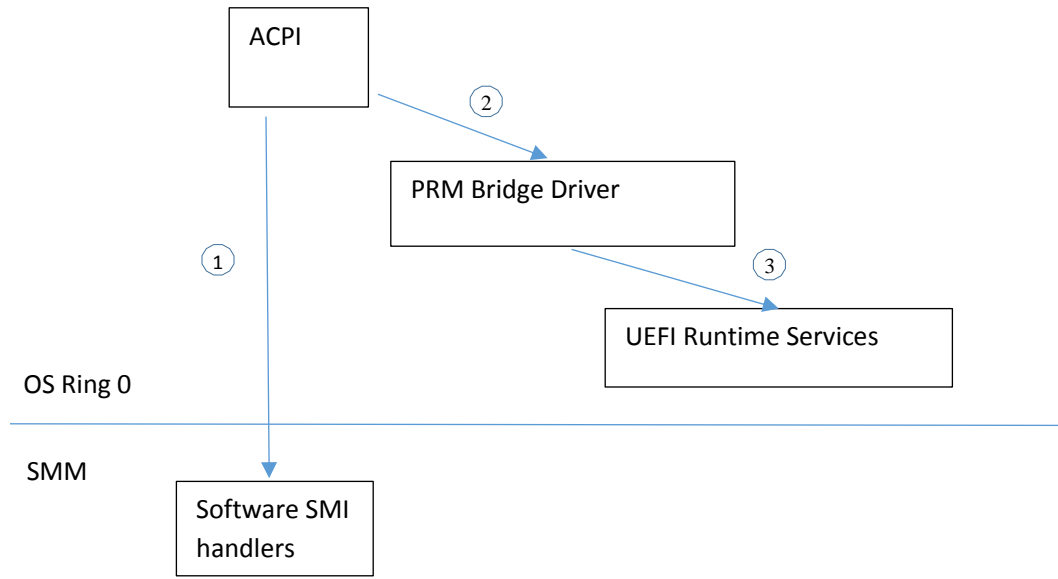 ACPI
2
PRM Bridge Driver
1
3
UEFI Runtime Services
OS Ring 0
SMM
Software SMI
handlers